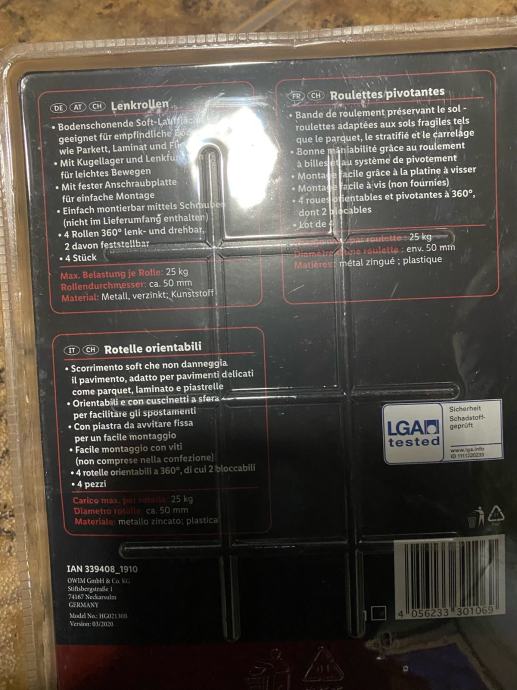 DE AT CH Lenkrollen
• Bodenschonende Soft-Lauffläche
geeignet für empfindliche
wie Parkett, Laminat und
• Mit Kugellager und
für leichtes Bewegen
• Mit fester Anschraubplatte
für einfache Montage
• Einfach montierbar mittels Schrauben
(nicht im Lieferumfang enthalten)
• 4 Rollen 360° lenk- und drehbar,
2 davon feststellbar
• 4 Stück
Max. Belastung je Rolle: 25 kg
Rollendurchmesser: ca. 50 mm
Material: Metall, verzinkt; Kunststoff
FR CH Roulettes pivotantes
• Bande de roulement préservant le sol -
roulettes adaptées aux sols fragiles tels
que le parquet, le stratifié et le carrelage
• Bonne maniabilité grâce au roulement
à billes et au système de pivotement
• Montage facile grâce à la platine à visser
• Montage facile à vis (non fournies)
• 4 roues orientables et pivotantes à 360°,
dont 2 blocables
• Lot de
par roulette : 25 kg
Diamètre d'une roulette : env. 50 mm
Matières : métal zingué ; plastique
IT CH Rotelle orientabili
• Scorrimento soft che non danneggia
il pavimento, adatto per pavimenti delicati
come parquet, laminato e piastrelle
• Orientabili e con cuscinetti a sfera
per facilitare gli spostamenti
• Con piastra da avvitare fissa
per un facile montaggio
• Facile montaggio con viti
(non comprese nella confezione)
• 4 rotelle orientabili a 360°, di cui 2 bloccabili
• 4 pezzi
Carico max. per rotella: 25 kg
Diametro rotelle: ca. 50 mm
Materiale: metallo zincato; plastica
LGA
tested
Sicherheit
Schadstoff-
geprüft
www.lga.info
IAN 339408_1910
OWIM GmbH & Co. KG
Stiftsbergstraße 1
74167 Neckarsulm
GERMANY
Model No.: HG02130B
Version: 03/2020
4 056233 301069